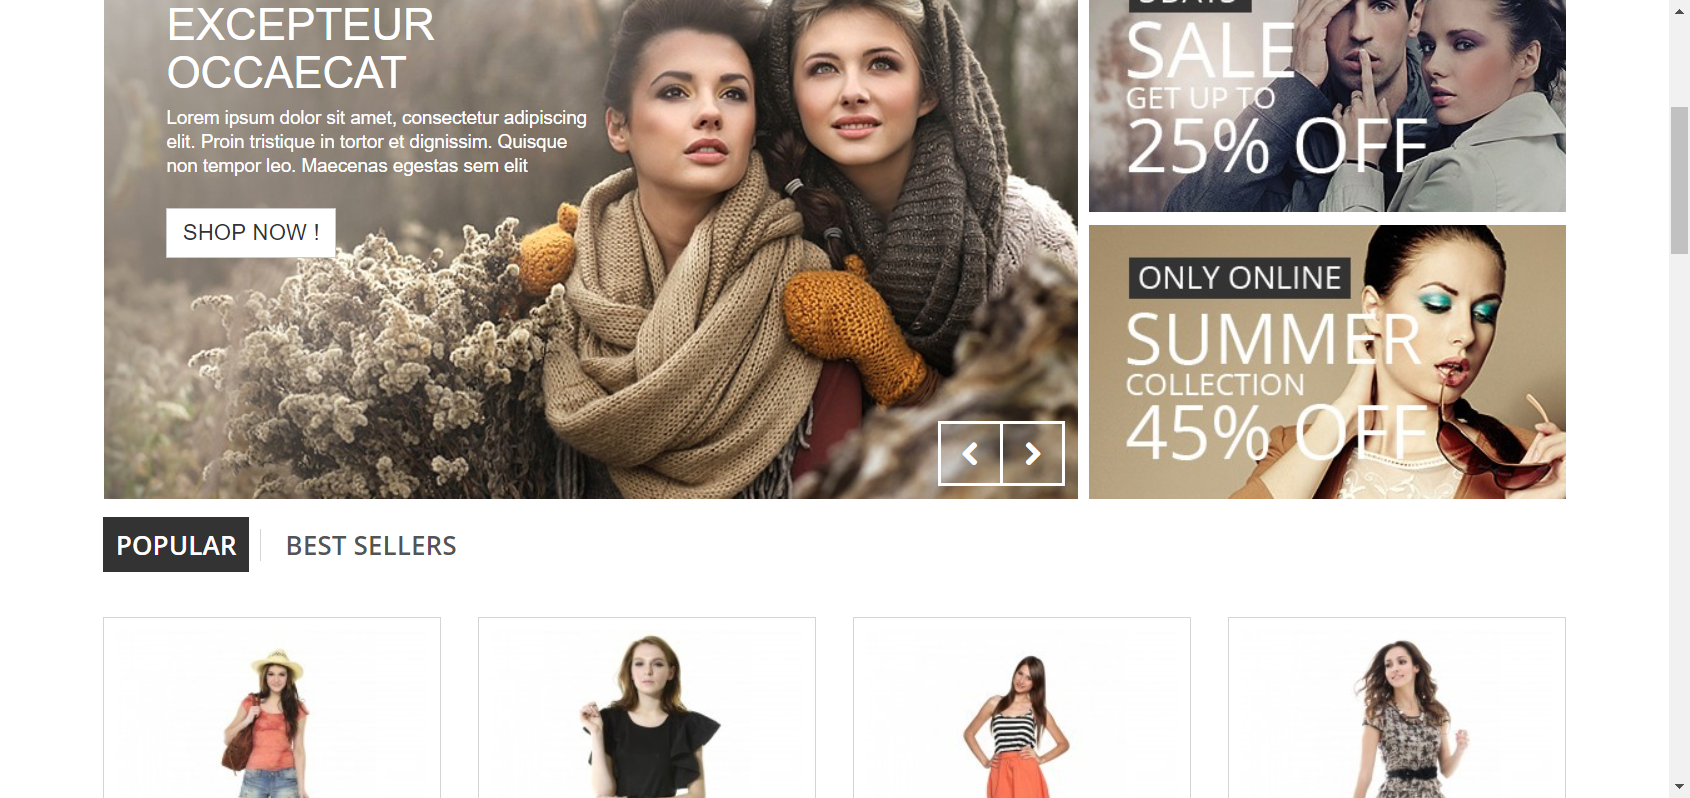 EXCEPTEUR
OCCAECAT
Lorem ipsum dolor sit amet, consectetur adipiscing
elit. Proin tristique in tortor et dignissim. Quisque
non tempor leo. Maecenas egestas sem elit
SHOP NOW !
SALE
GET UP TO
25% OFF
ONLY ONLINE
SUMMER
COLLECTION
45% OFF
POPULAR
BEST SELLERS